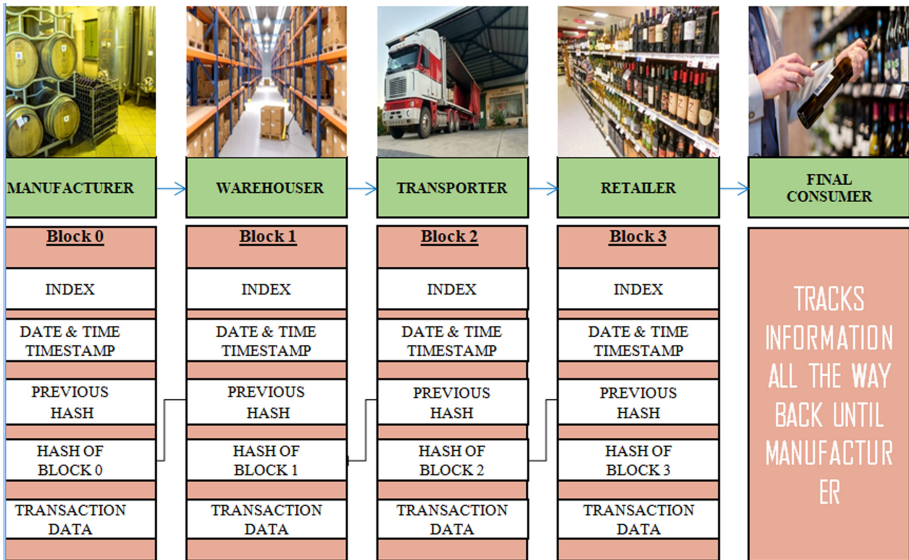 MANUFACTURER
WAREHOUSER
TRANSPORTER
RETAILER
FINAL
CONSUMER
Block 0
INDEX
DATE & TIME
TIMESTAMP
PREVIOUS
HASH
HASH OF
BLOCK 0
TRANSACTION
DATA
Block 1
INDEX
DATE & TIME
TIMESTAMP
PREVIOUS
HASH
HASH OF
BLOCK 1
TRANSACTION
DATA
Block 2
INDEX
DATE & TIME
TIMESTAMP
PREVIOUS
HASH
HASH OF
BLOCK 2
TRANSACTION
DATA
Block 3
INDEX
DATE & TIME
TIMESTAMP
PREVIOUS
HASH
HASH OF
BLOCK 3
TRANSACTION
DATA
TRACKS
INFORMATION
ALL THE WAY
BACK UNTIL
MANUFACTUR
ER